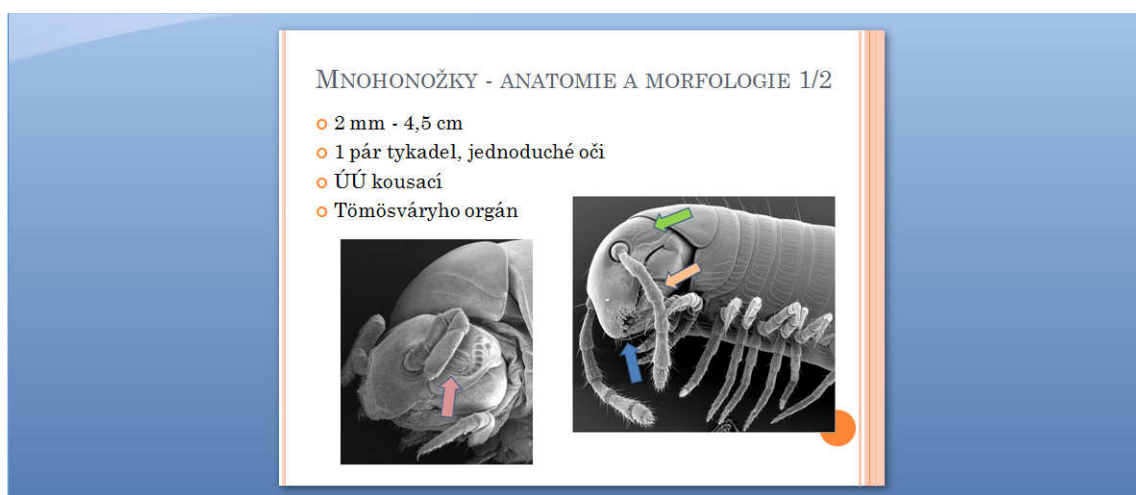 MNOHONOŽKY - ANATOMIE A MORFOLOGIE 1/2
2 mm - 4,5 cm
1 pár tykadel, jednoduché oči
ÚÚ kousací
Tömösváryho orgán